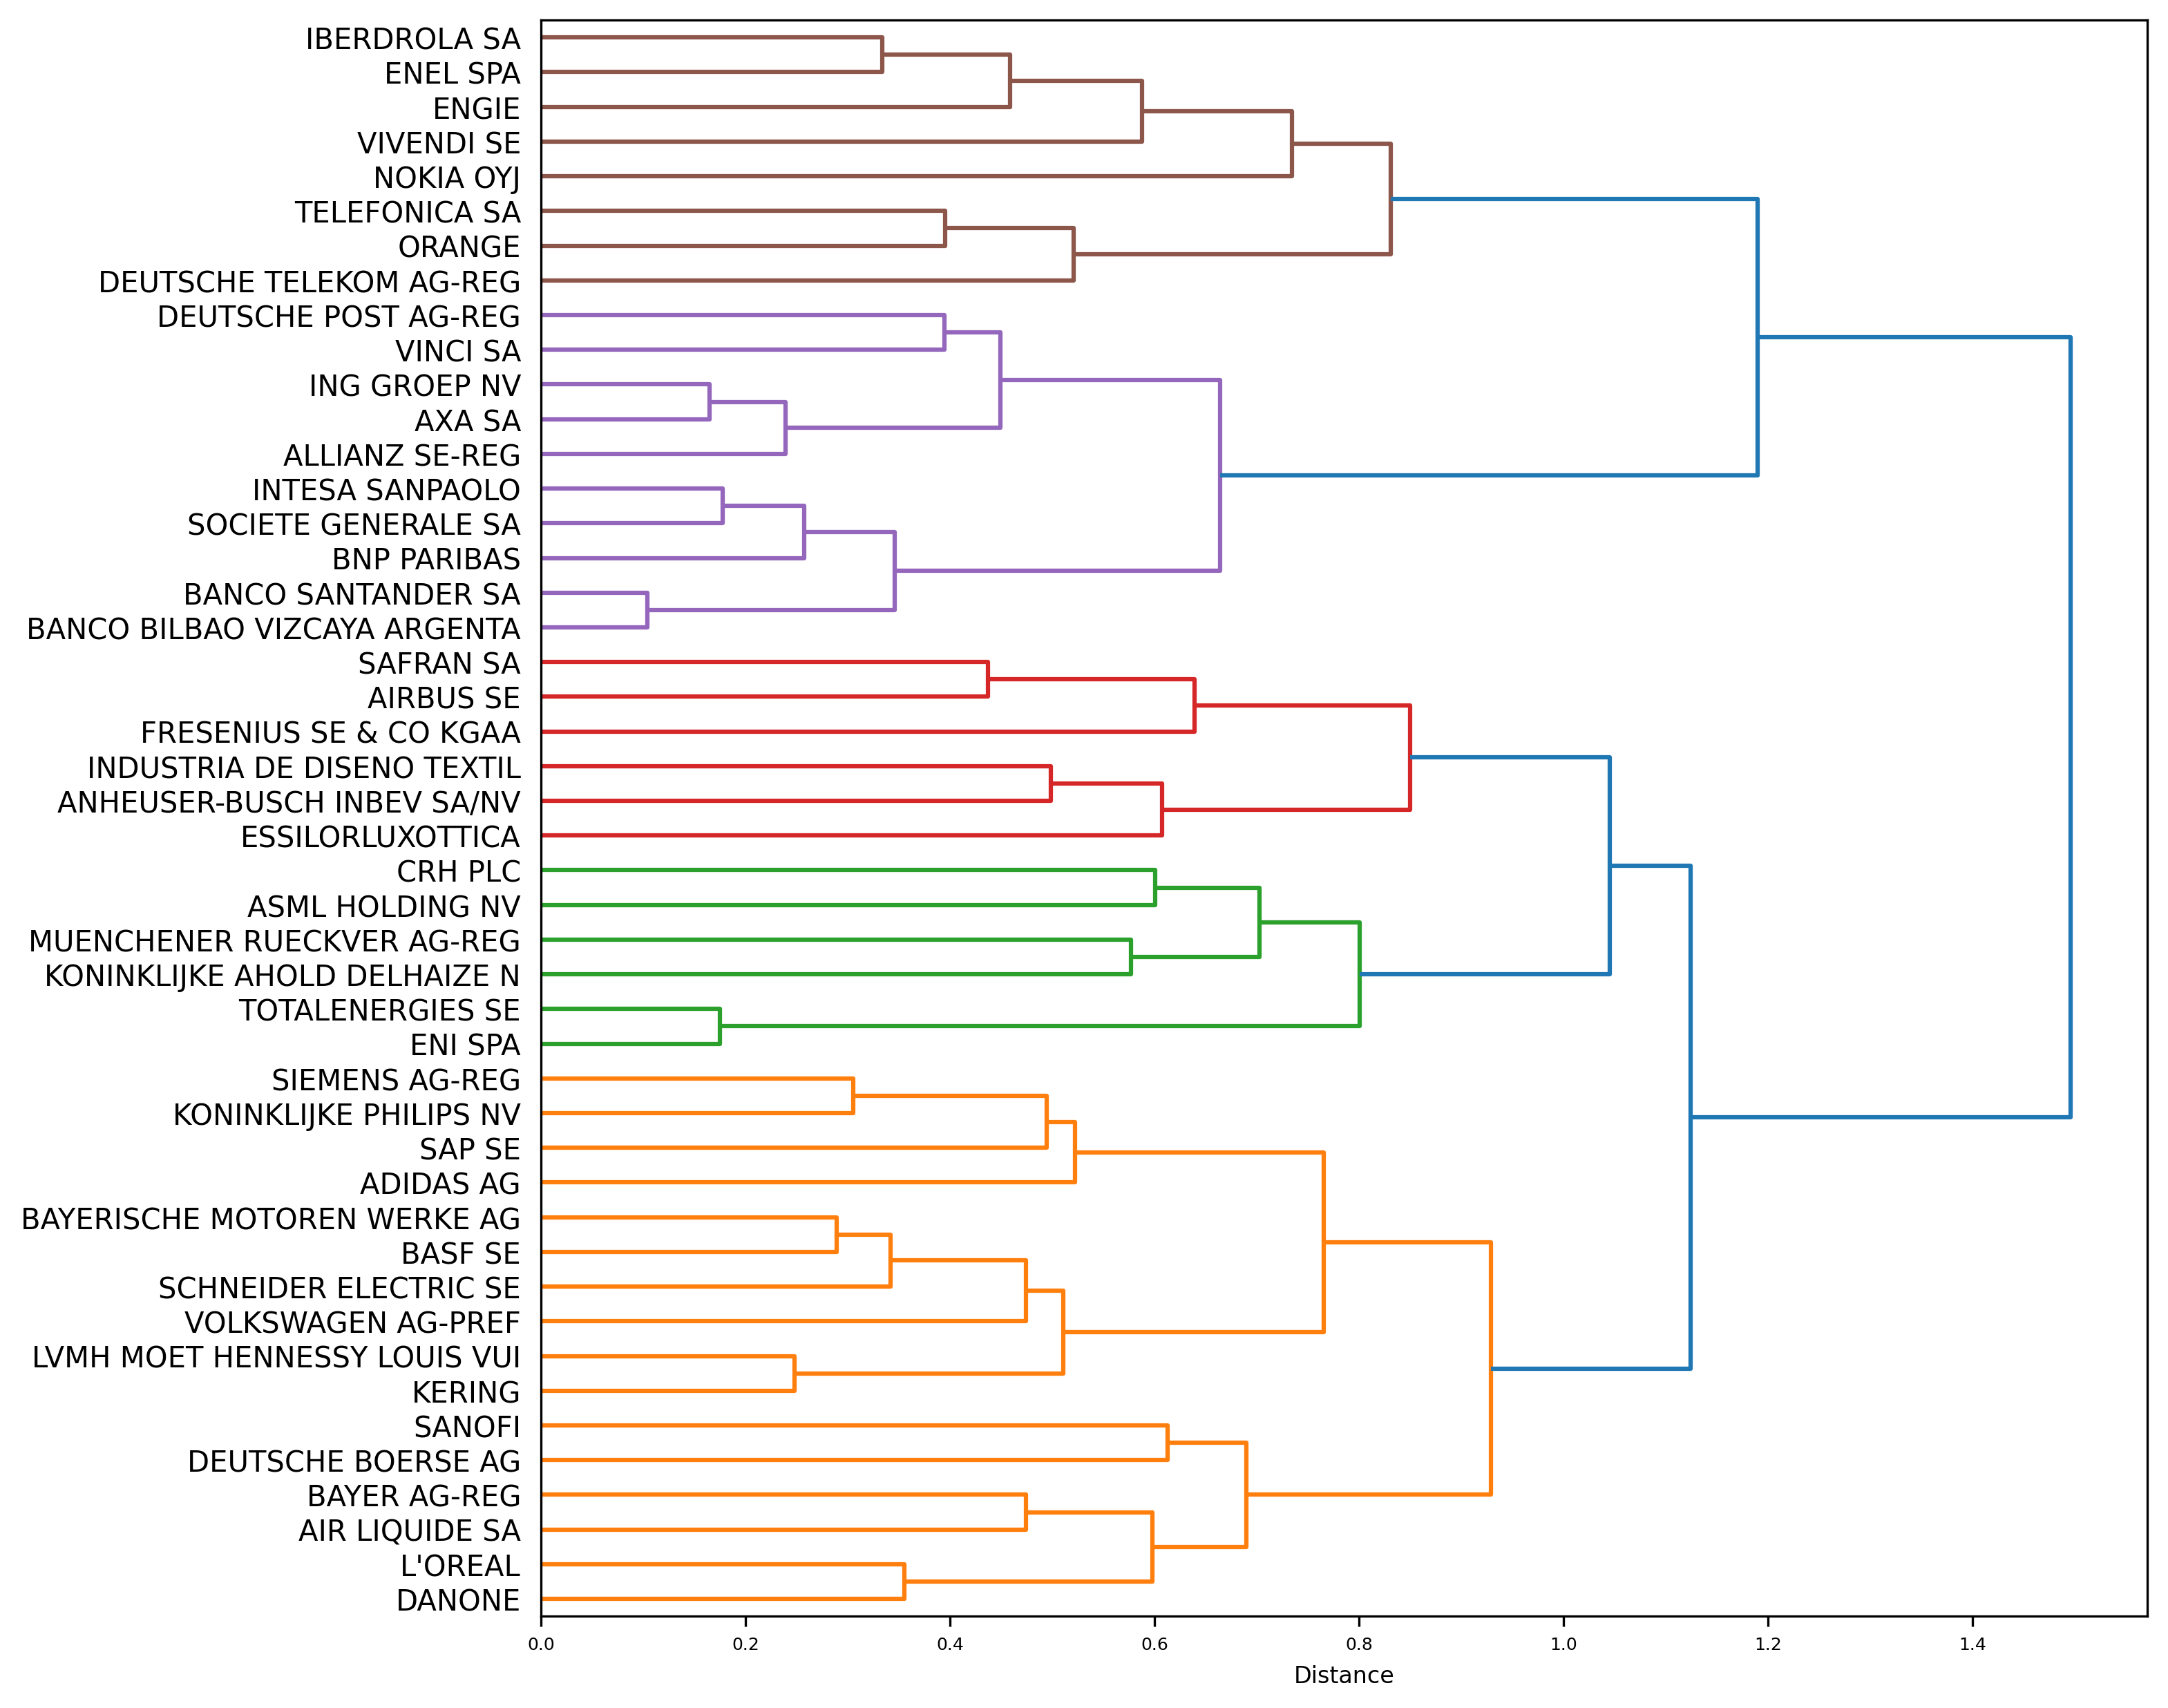 IBERDROLA SA
ENEL SPA
ENGIE
VIVENDI SE
NOKIA OYJ
TELEFONICA SA
ORANGE
DEUTSCHE TELEKOM AG-REG
DEUTSCHE POST AG-REG
VINCI SA
ING GROEP NV
AXA SA
ALLIANZ SE-REG
INTESA SANPAOLO
SOCIETE GENERALE SA
BNP PARIBAS
BANCO SANTANDER SA
BANCO BILBAO VIZCAYA ARGENTA
SAFRAN SA
AIRBUS SE
FRESENIUS SE & CO KGAA
INDUSTRIA DE DISENO TEXTIL
ANHEUSER-BUSCH INBEV SA/NV
ESSILORLUXOTTICA
CRH PLC
ASML HOLDING NV
MUENCHENER RUECKVER AG-REG
KONINKLIJKE AHOLD DELHAIZE N
TOTALENERGIES SE
ENI SPA
SIEMENS AG-REG
KONINKLIJKE PHILIPS NV
SAP SE
ADIDAS AG
BAYERISCHE MOTOREN WERKE AG
BASF SE
SCHNEIDER ELECTRIC SE
VOLKSWAGEN AG-PREF
LVMH MOET HENNESSY LOUIS VUI
KERING
SANOFI
DEUTSCHE BOERSE AG
BAYER AG-REG
AIR LIQUIDE SA
L'OREAL
DANONE
0.0 0.2 0.4 0.6 0.8 1.0 1.2 1.4
Distance